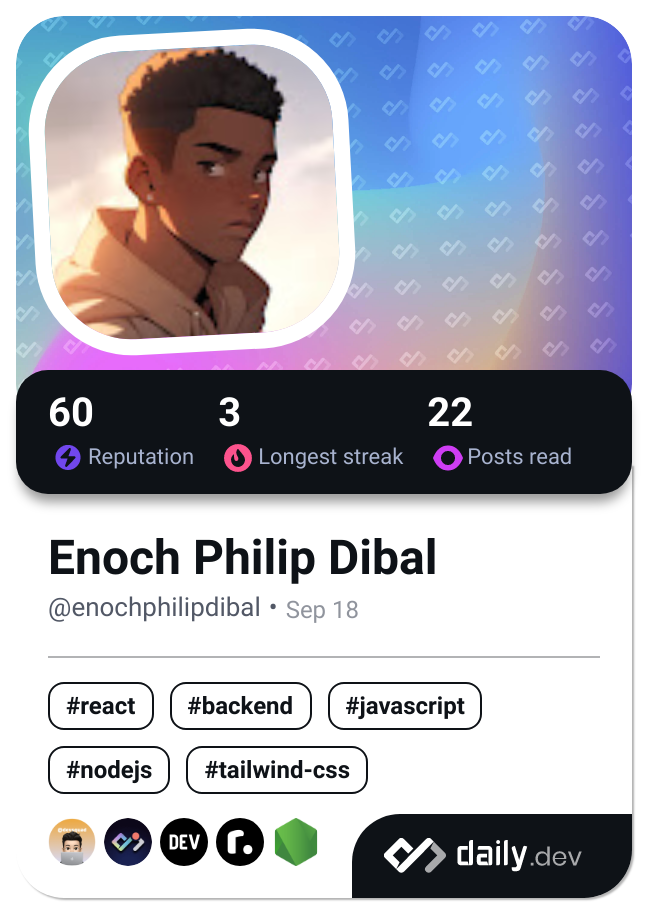 60 3 22
Reputation Longest streak Posts read
Enoch Philip Dibal
@enochphilipdibal • Sep 18
#react #backend #javascript
#nodejs #tailwind-css
DEV r.
daily.dev